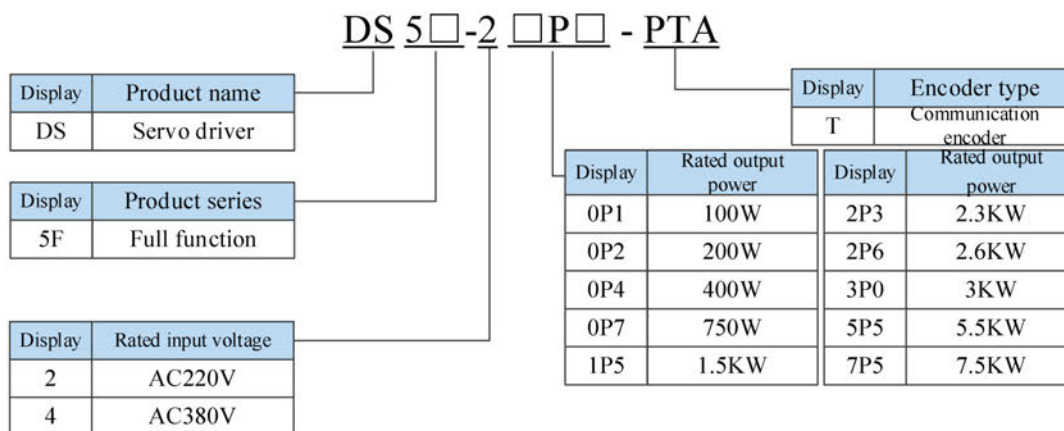 DS 5□-2 □P□ - PTA
Display Product name
DS Servo driver
Display Product series
5F Full function
Display Rated input voltage
2 AC220V
4 AC380V
Display Encoder type
T Communication
encoder
Display Rated output
power
0P1 100W
0P2 200W
0P4 400W
0P7 750W
1P5 1.5KW
Display Rated output
power
2P3 2.3KW
2P6 2.6KW
3P0 3KW
5P5 5.5KW
7P5 7.5KW